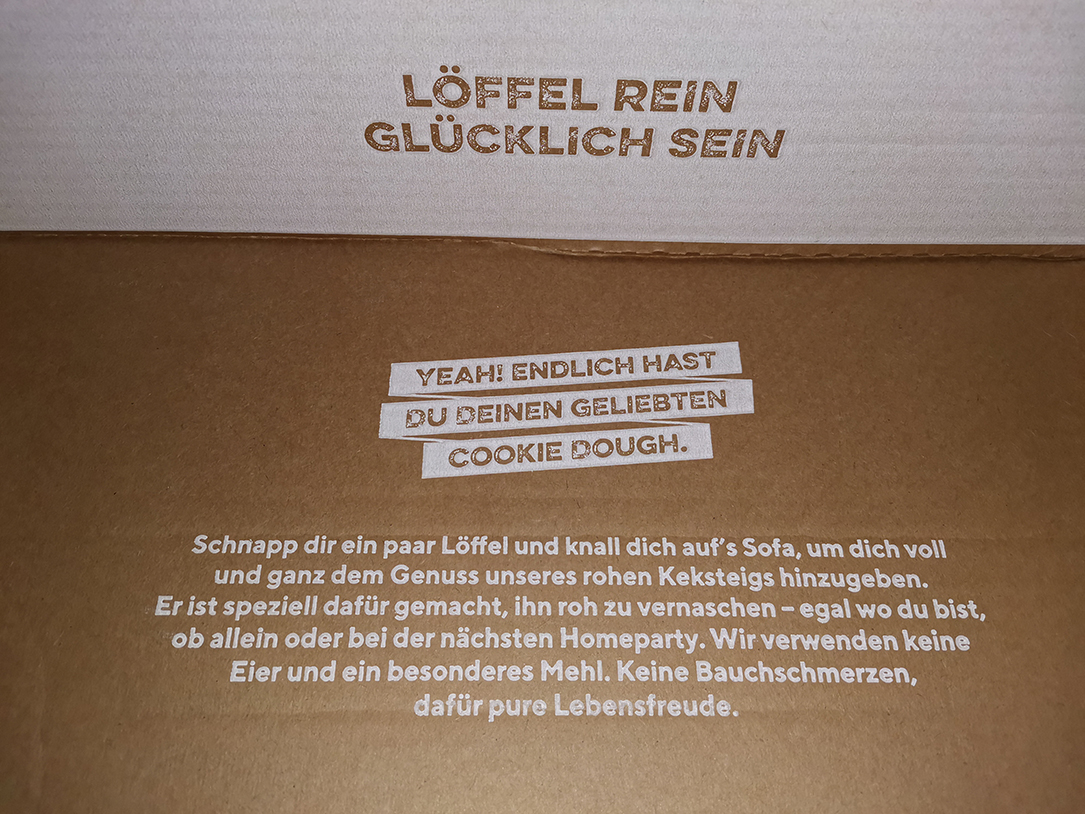 LÖFFEL REIN
GLÜCKLICH SEIN
YEAH! ENDLICH HAST
DU DEINEN GELIEBTEN
COOKIE DOUGH.
Schnapp dir ein paar Löffel und knall dich auf's Sofa, um dich voll
und ganz dem Genuss unseres rohen Keksteigs hinzugeben.
Er ist speziell dafür gemacht, ihn roh zu vernaschen – egal wo du bist,
ob allein oder bei der nächsten Homeparty. Wir verwenden keine
Eier und ein besonderes Mehl. Keine Bauchschmerzen,
dafür pure Lebensfreude.